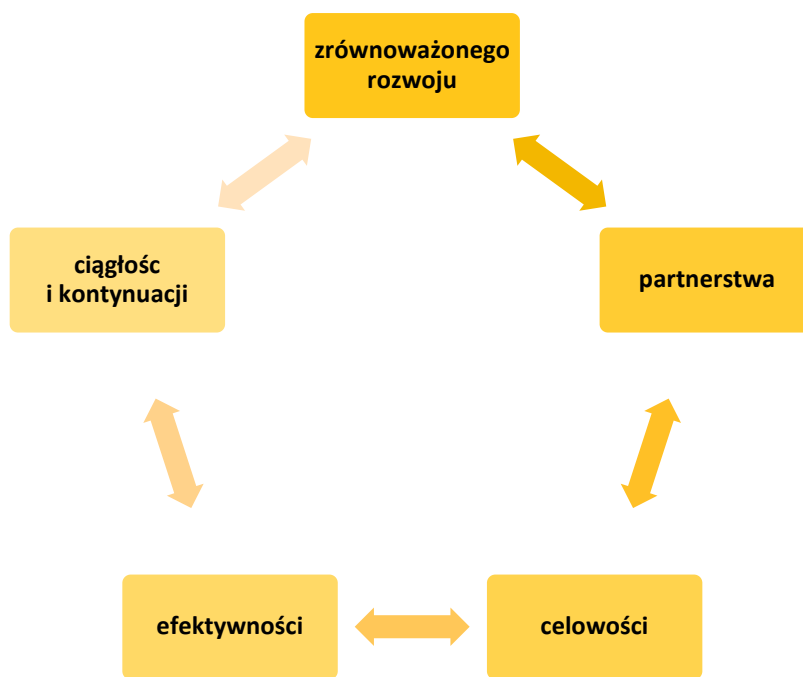 zrównoważonego
rozwoju
ciągłośc
i kontynuacji
partnerstwa
efektywności
celowości